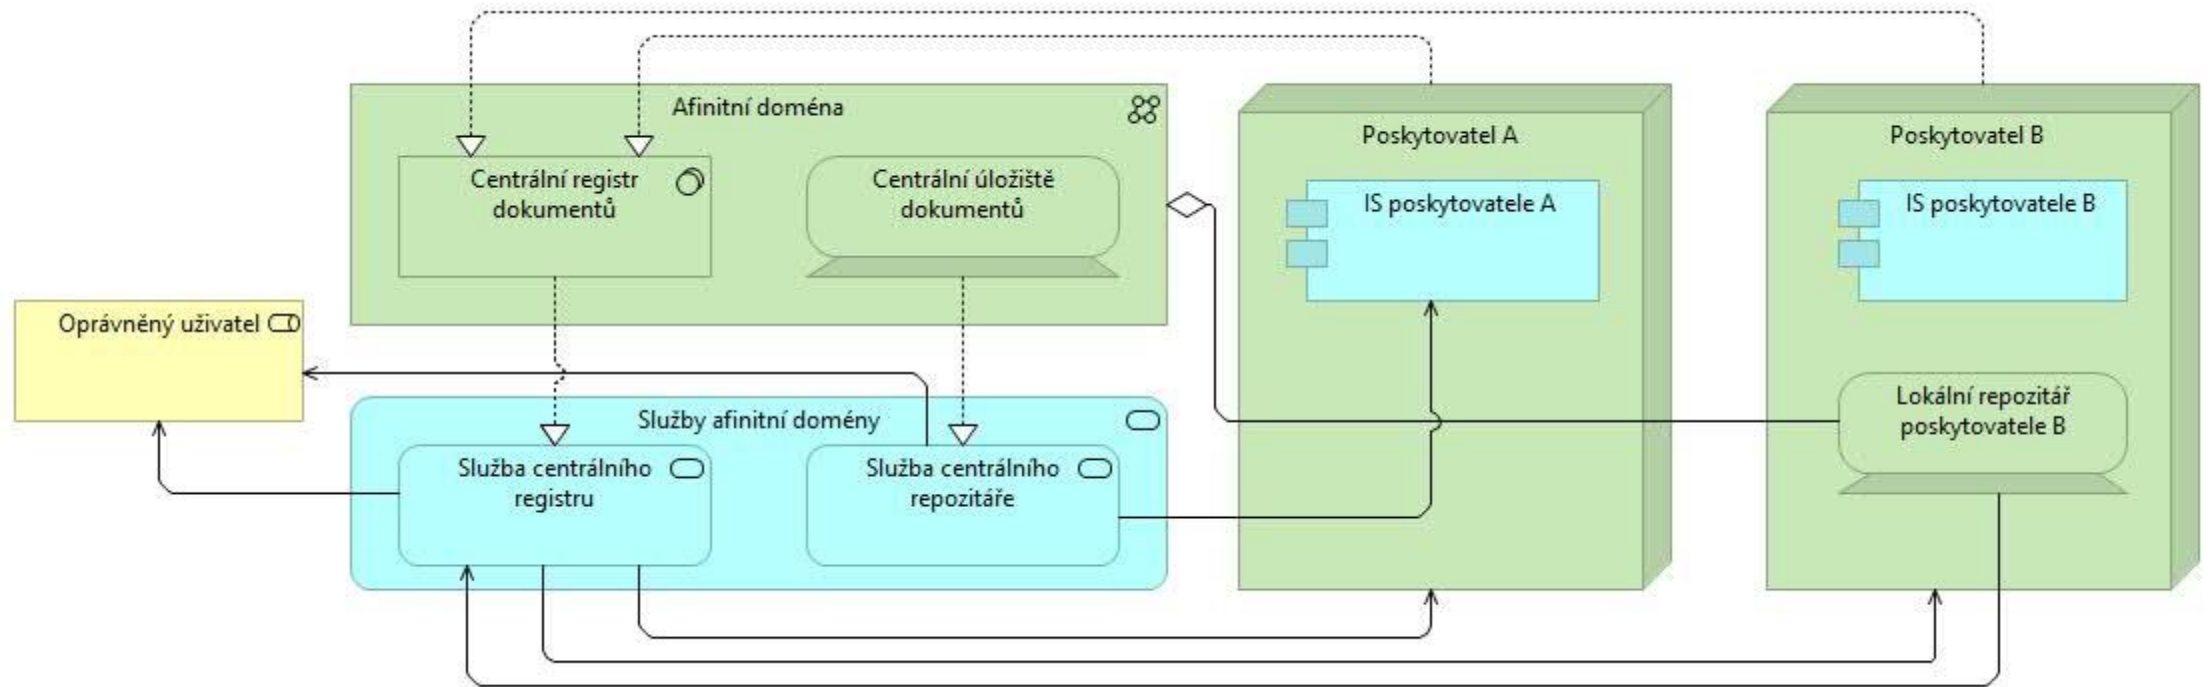 Afinitní doména
Centrální registr
dokumentů
Centrální úložiště
dokumentů
Poskytovatel A
IS poskytovatele A
Poskytovatel B
IS poskytovatele B
Lokální repozitář
poskytovatele B
Oprávněný uživatel
Služby afinitní domény
Služba centrálního
registru
Služba centrálního
repozitáře